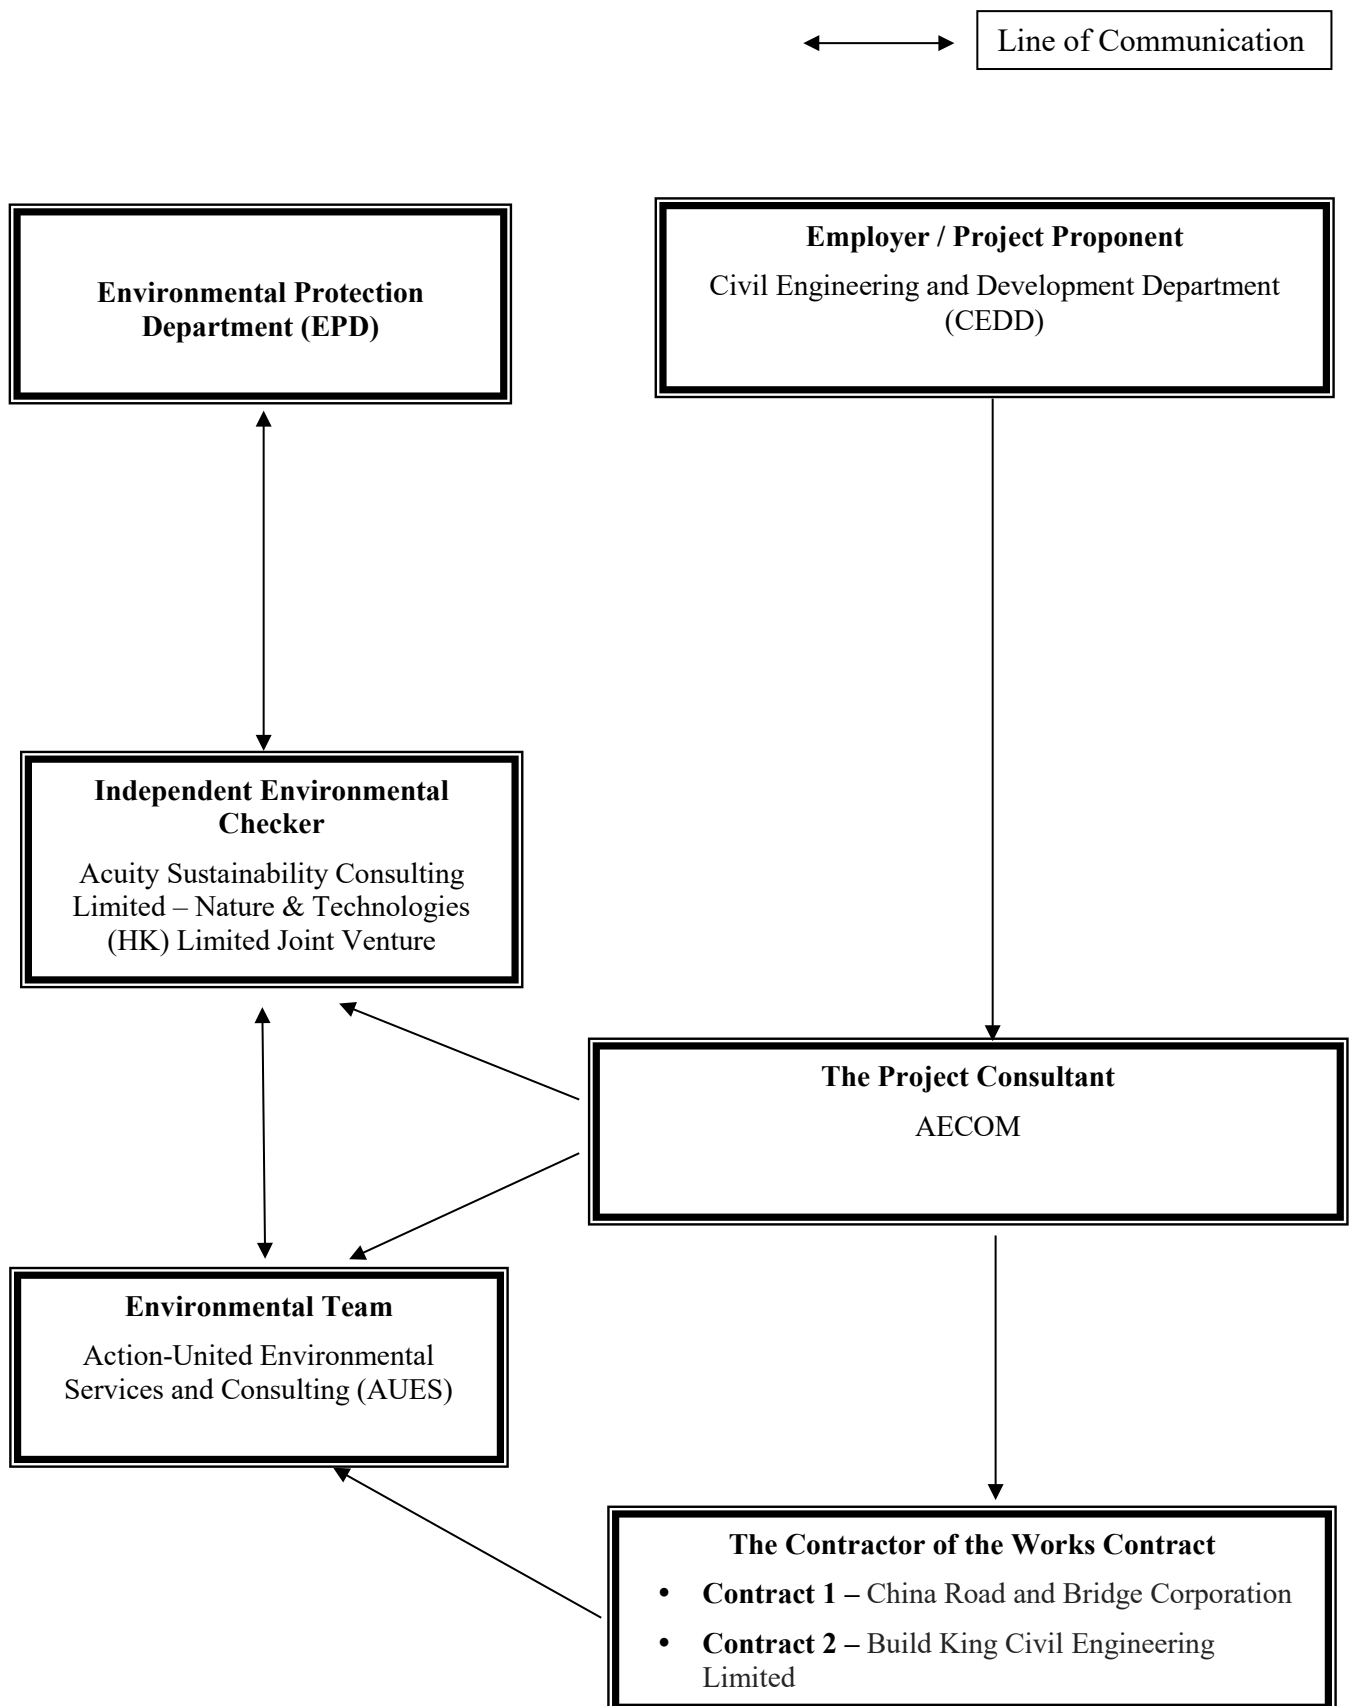 Line of Communication
Environmental Protection
Department (EPD)
Employer / Project Proponent
Civil Engineering and Development Department
(CEDD)
Independent Environmental
Checker
Acuity Sustainability Consulting
Limited – Nature & Technologies
(HK) Limited Joint Venture
The Project Consultant
AECOM
Environmental Team
Action-United Environmental
Services and Consulting (AUES)
The Contractor of the Works Contract
• Contract 1 – China Road and Bridge Corporation
• Contract 2 – Build King Civil Engineering
Limited